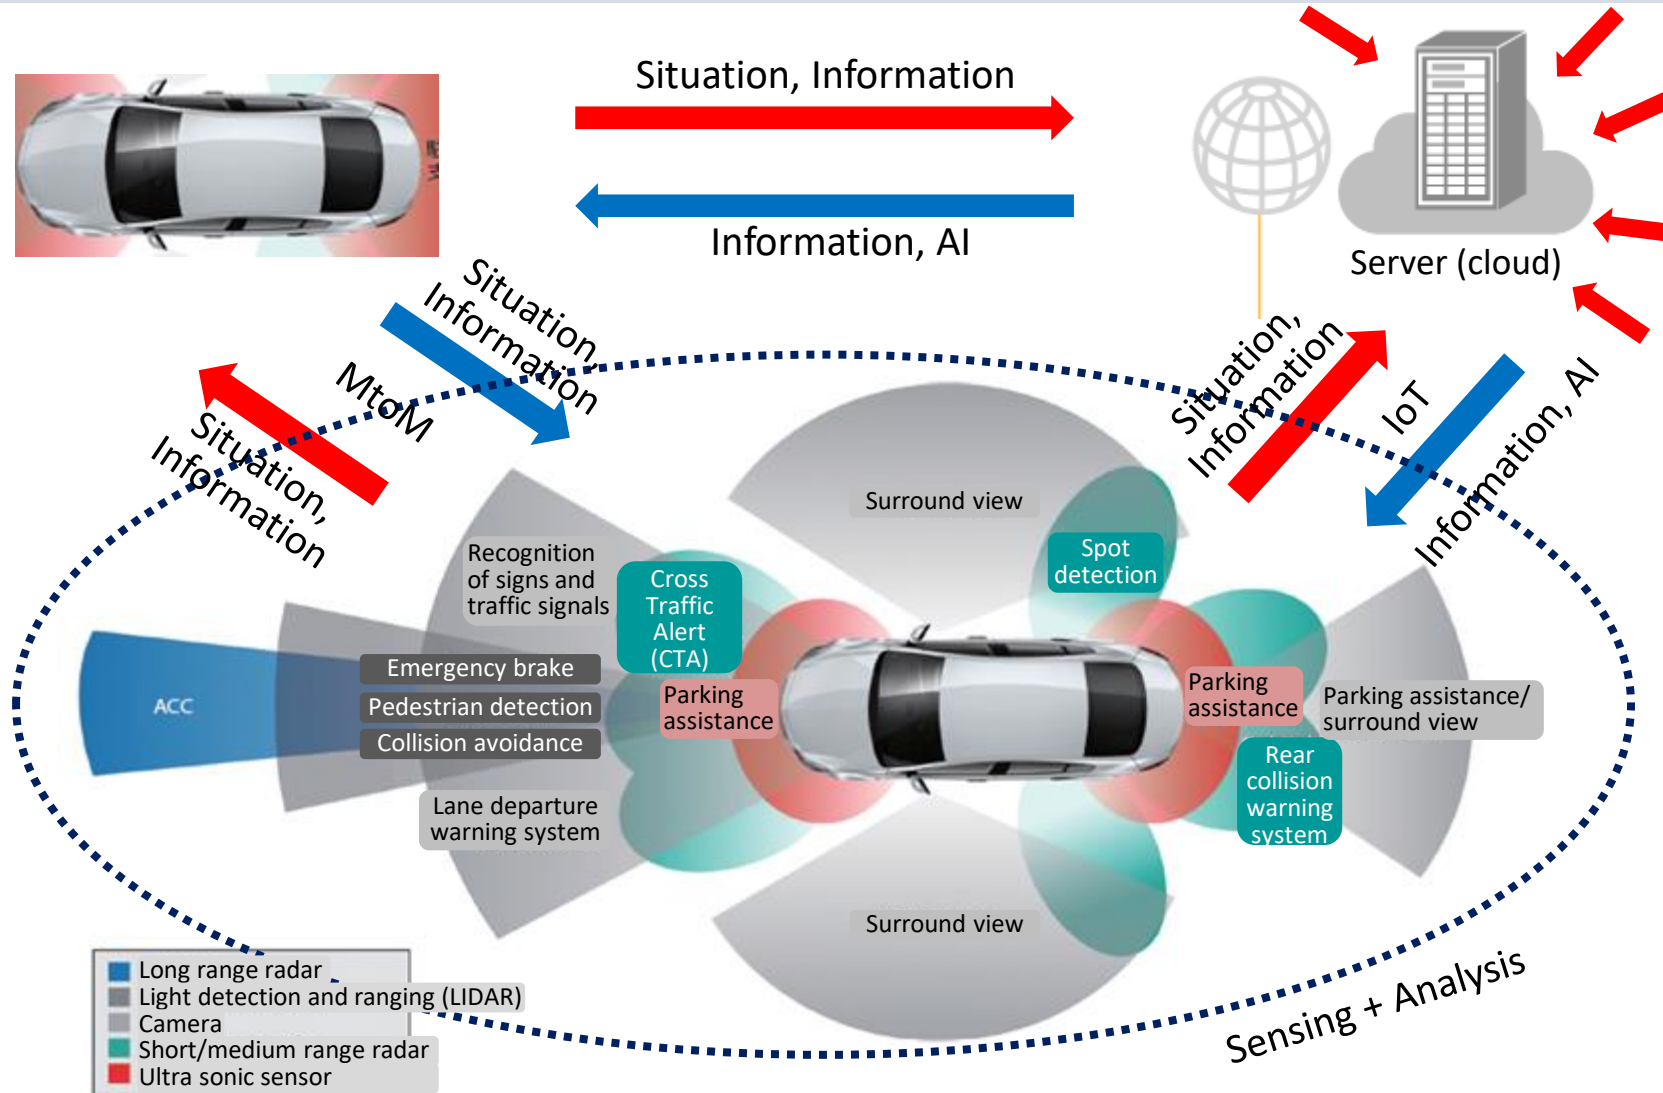 Situation, Information
Information, AI
Server (cloud)
Situation,
Information
MtoM
Situation,
Information
Situation,
Information
IoT
Information, AI
Surround view
Spot
detection
Recognition
of signs and
traffic signals
Cross
Traffic
Alert
(CTA)
Emergency brake
Pedestrian detection
Collision avoidance
ACC
Parking
assistance
Parking
assistance
Parking assistance/
surround view
Rear
collision
warning
system
Lane departure
warning system
Surround view
Sensing + Analysis
Long range radar
Light detection and ranging (LIDAR)
Camera
Short/medium range radar
Ultra sonic sensor